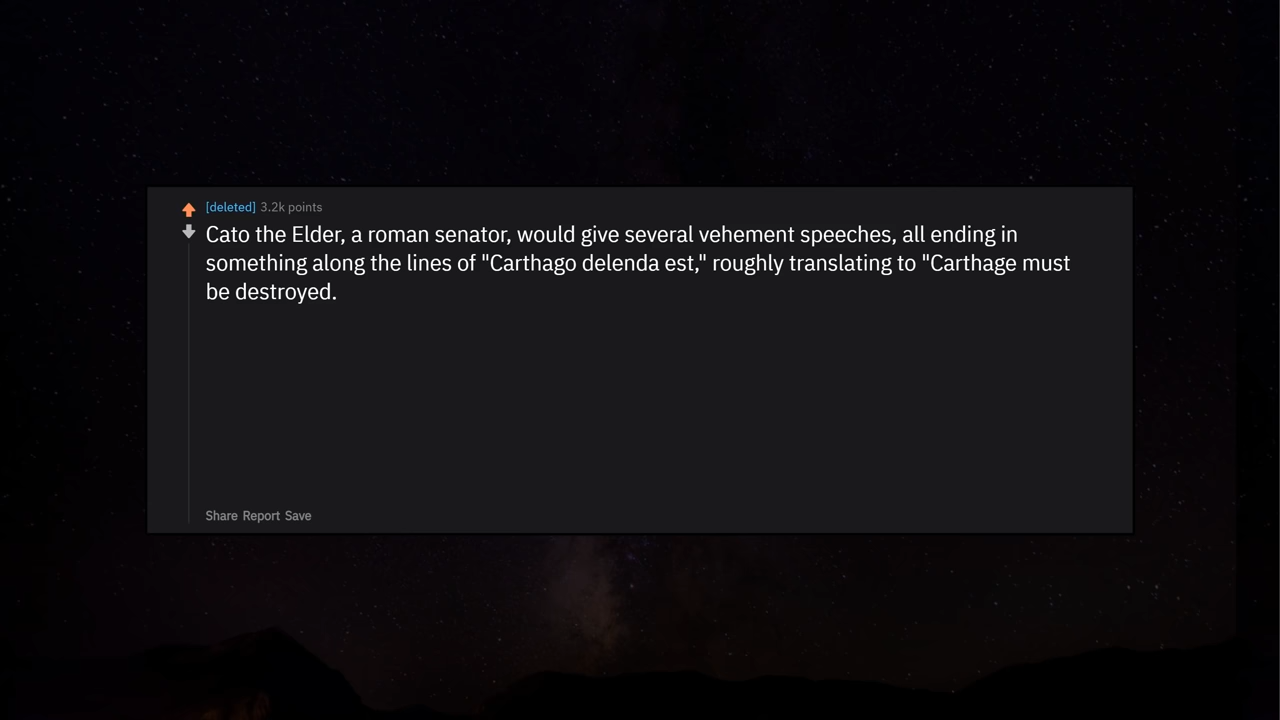 [deleted] 3.2k points
Cato the Elder, a roman senator, would give several vehement speeches, all ending in
something along the lines of "Carthago delenda est," roughly translating to "Carthage must
be destroyed.
Share Report Save